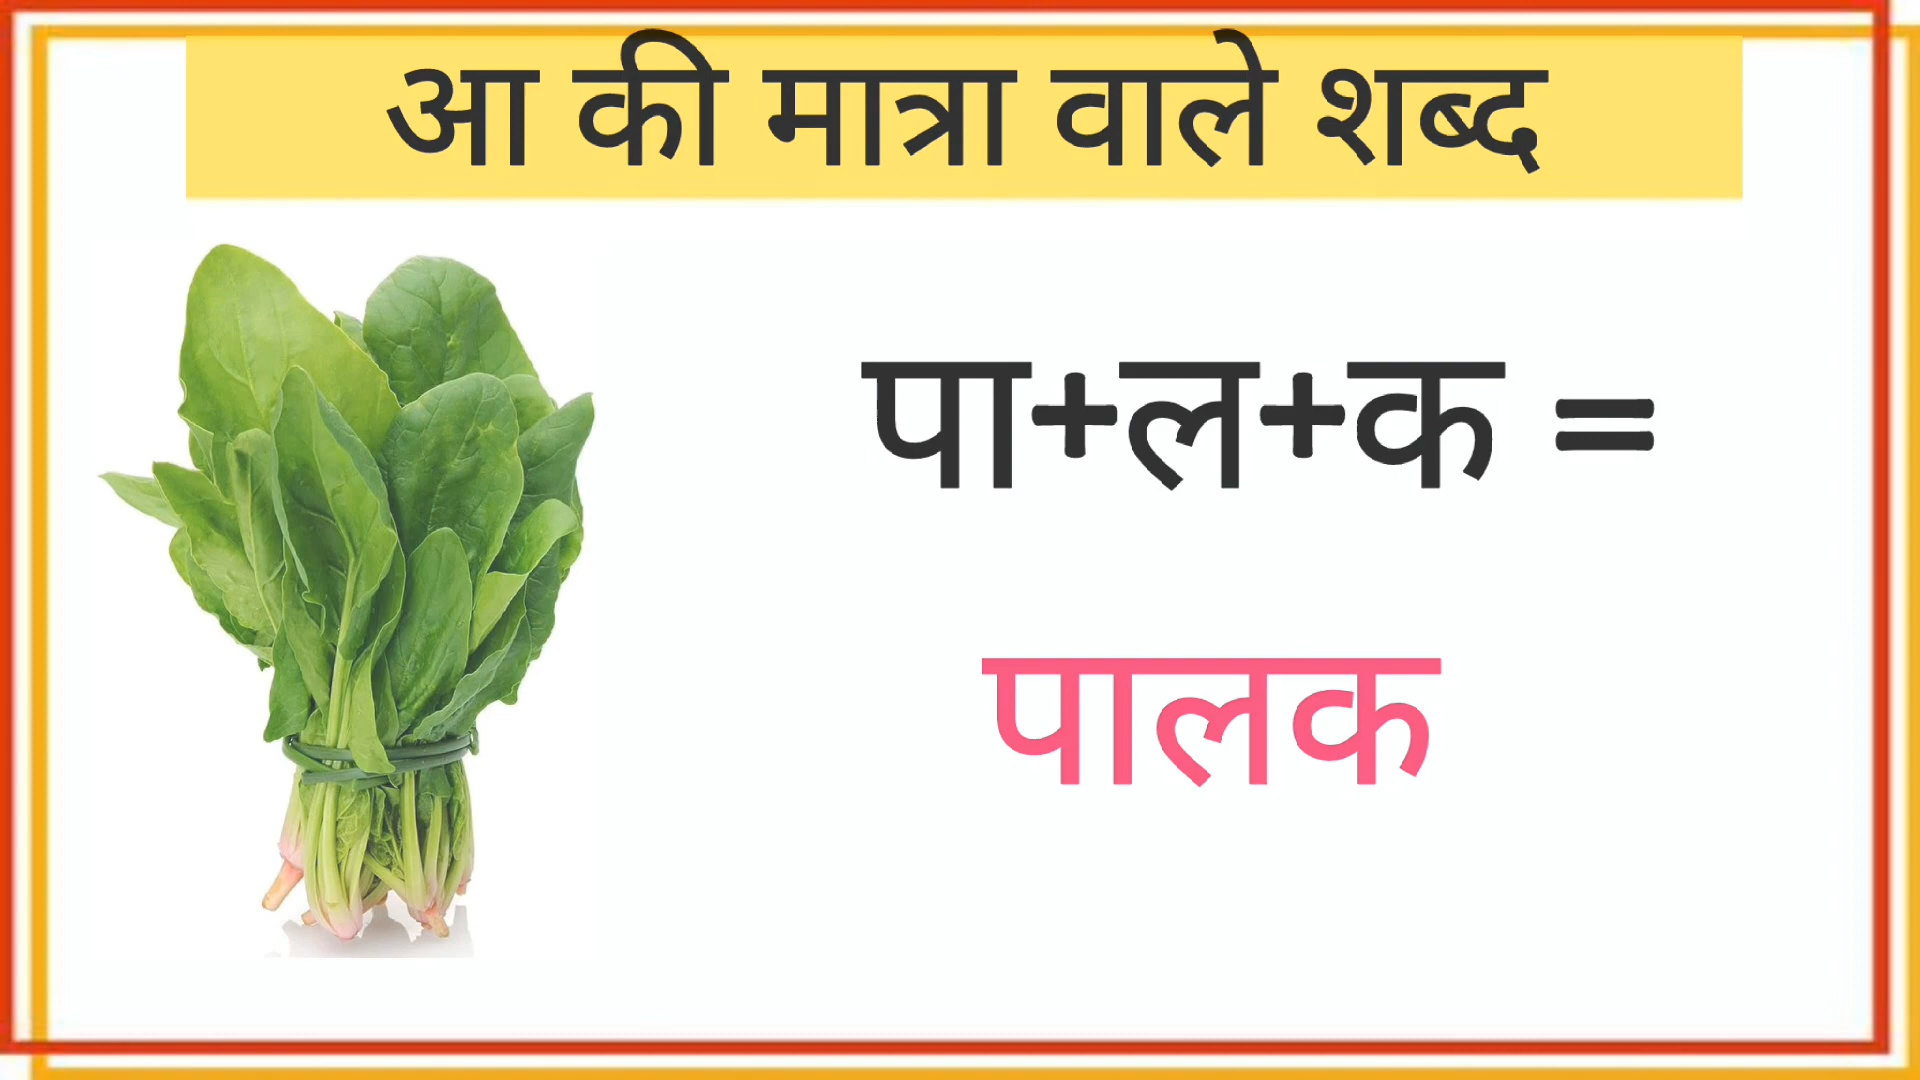 आ की मात्रा वाले शब्द
पा+ल+क =
पालक